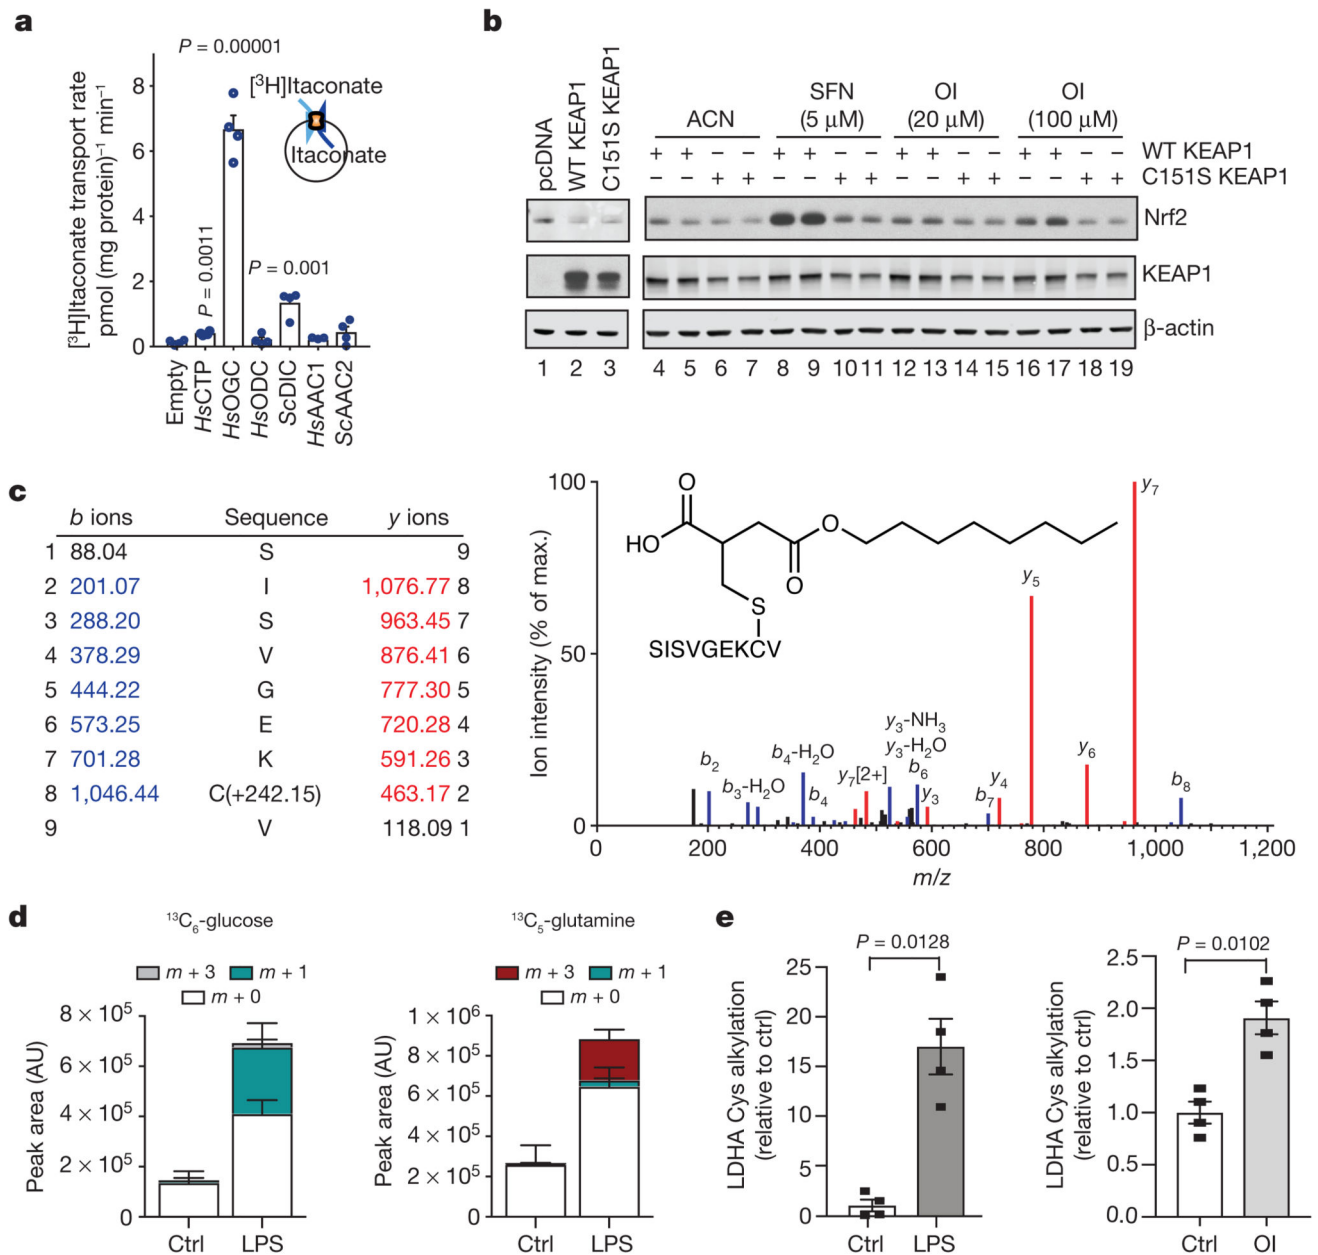 a
P = 0.00001
[³H]Itaconate
Itaconate
[³H]Itaconate transport rate
pmol (mg protein)⁻¹ min⁻¹
8
6
4
2
0
P = 0.0011
P = 0.001
Empty
HsCTP
HsOGC
HsODC
ScDIC
HsAAC1
ScAAC2
b
pcDNA
WT KEAP1
C151S KEAP1
ACN
SFN
(5 μM)
OI
(20 μM)
OI
(100 μM)
+ + – – + + – – + + – – + + – – WT KEAP1
– – + + – – + + – – + + – – + + C151S KEAP1
Nrf2
KEAP1
β-actin
1 2 3 4 5 6 7 8 9 10 11 12 13 14 15 16 17 18 19
c
b ions Sequence y ions
1 88.04 S 9
2 201.07 I 1,076.77 8
3 288.20 S 963.45 7
4 378.29 V 876.41 6
5 444.22 G 777.30 5
6 573.25 E 720.28 4
7 701.28 K 591.26 3
8 1,046.44 C(+242.15) 463.17 2
9 V 118.09 1
Ion intensity (% of max.)
100
50
0
O
HO
O
O
S
SISVGEKCV
b₂
b₃-H₂O
b₄-H₂O
b₄
y₇[2+]
y₃-NH₃
y₃-H₂O
b₆
y₃
b₇
y₄
y₅
y₆
y₇
b₈
0 200 400 600 800 1,000 1,200
m/z
d
¹³C₆-glucose
m + 3 m + 1
m + 0
Peak area (AU)
8 × 10⁵
6 × 10⁵
4 × 10⁵
2 × 10⁵
0
Ctrl LPS
¹³C₅-glutamine
m + 3 m + 1
m + 0
Peak area (AU)
1 × 10⁶
8 × 10⁵
6 × 10⁵
4 × 10⁵
2 × 10⁵
0
Ctrl LPS
e
P = 0.0128
LDHA Cys alkylation
(relative to ctrl)
25
20
15
10
5
0
Ctrl LPS
P = 0.0102
LDHA Cys alkylation
(relative to ctrl)
2.5
2.0
1.5
1.0
0.5
0.0
Ctrl OI